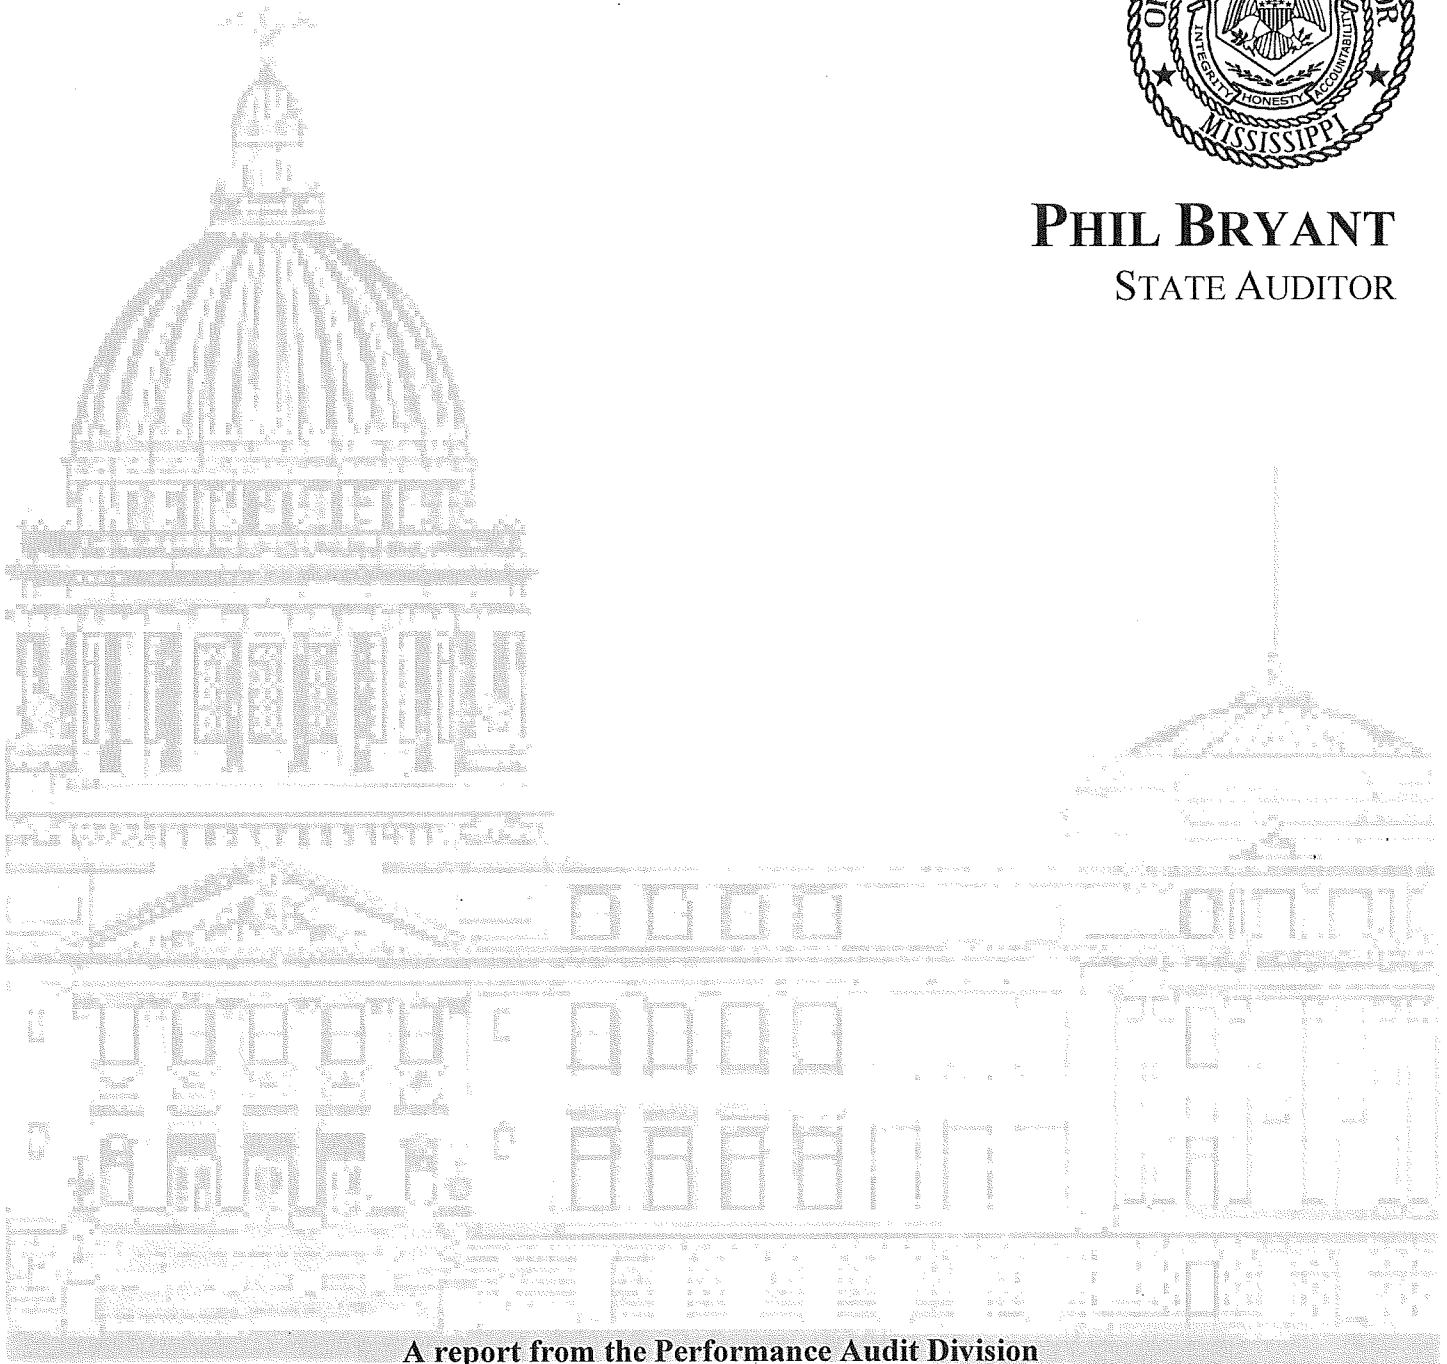 INTEGRITY
HONESTY
ACCOUNTABILITY
MISSISSIPPI
PHIL BRYANT
STATE AUDITOR
A report from the Performance Audit Division